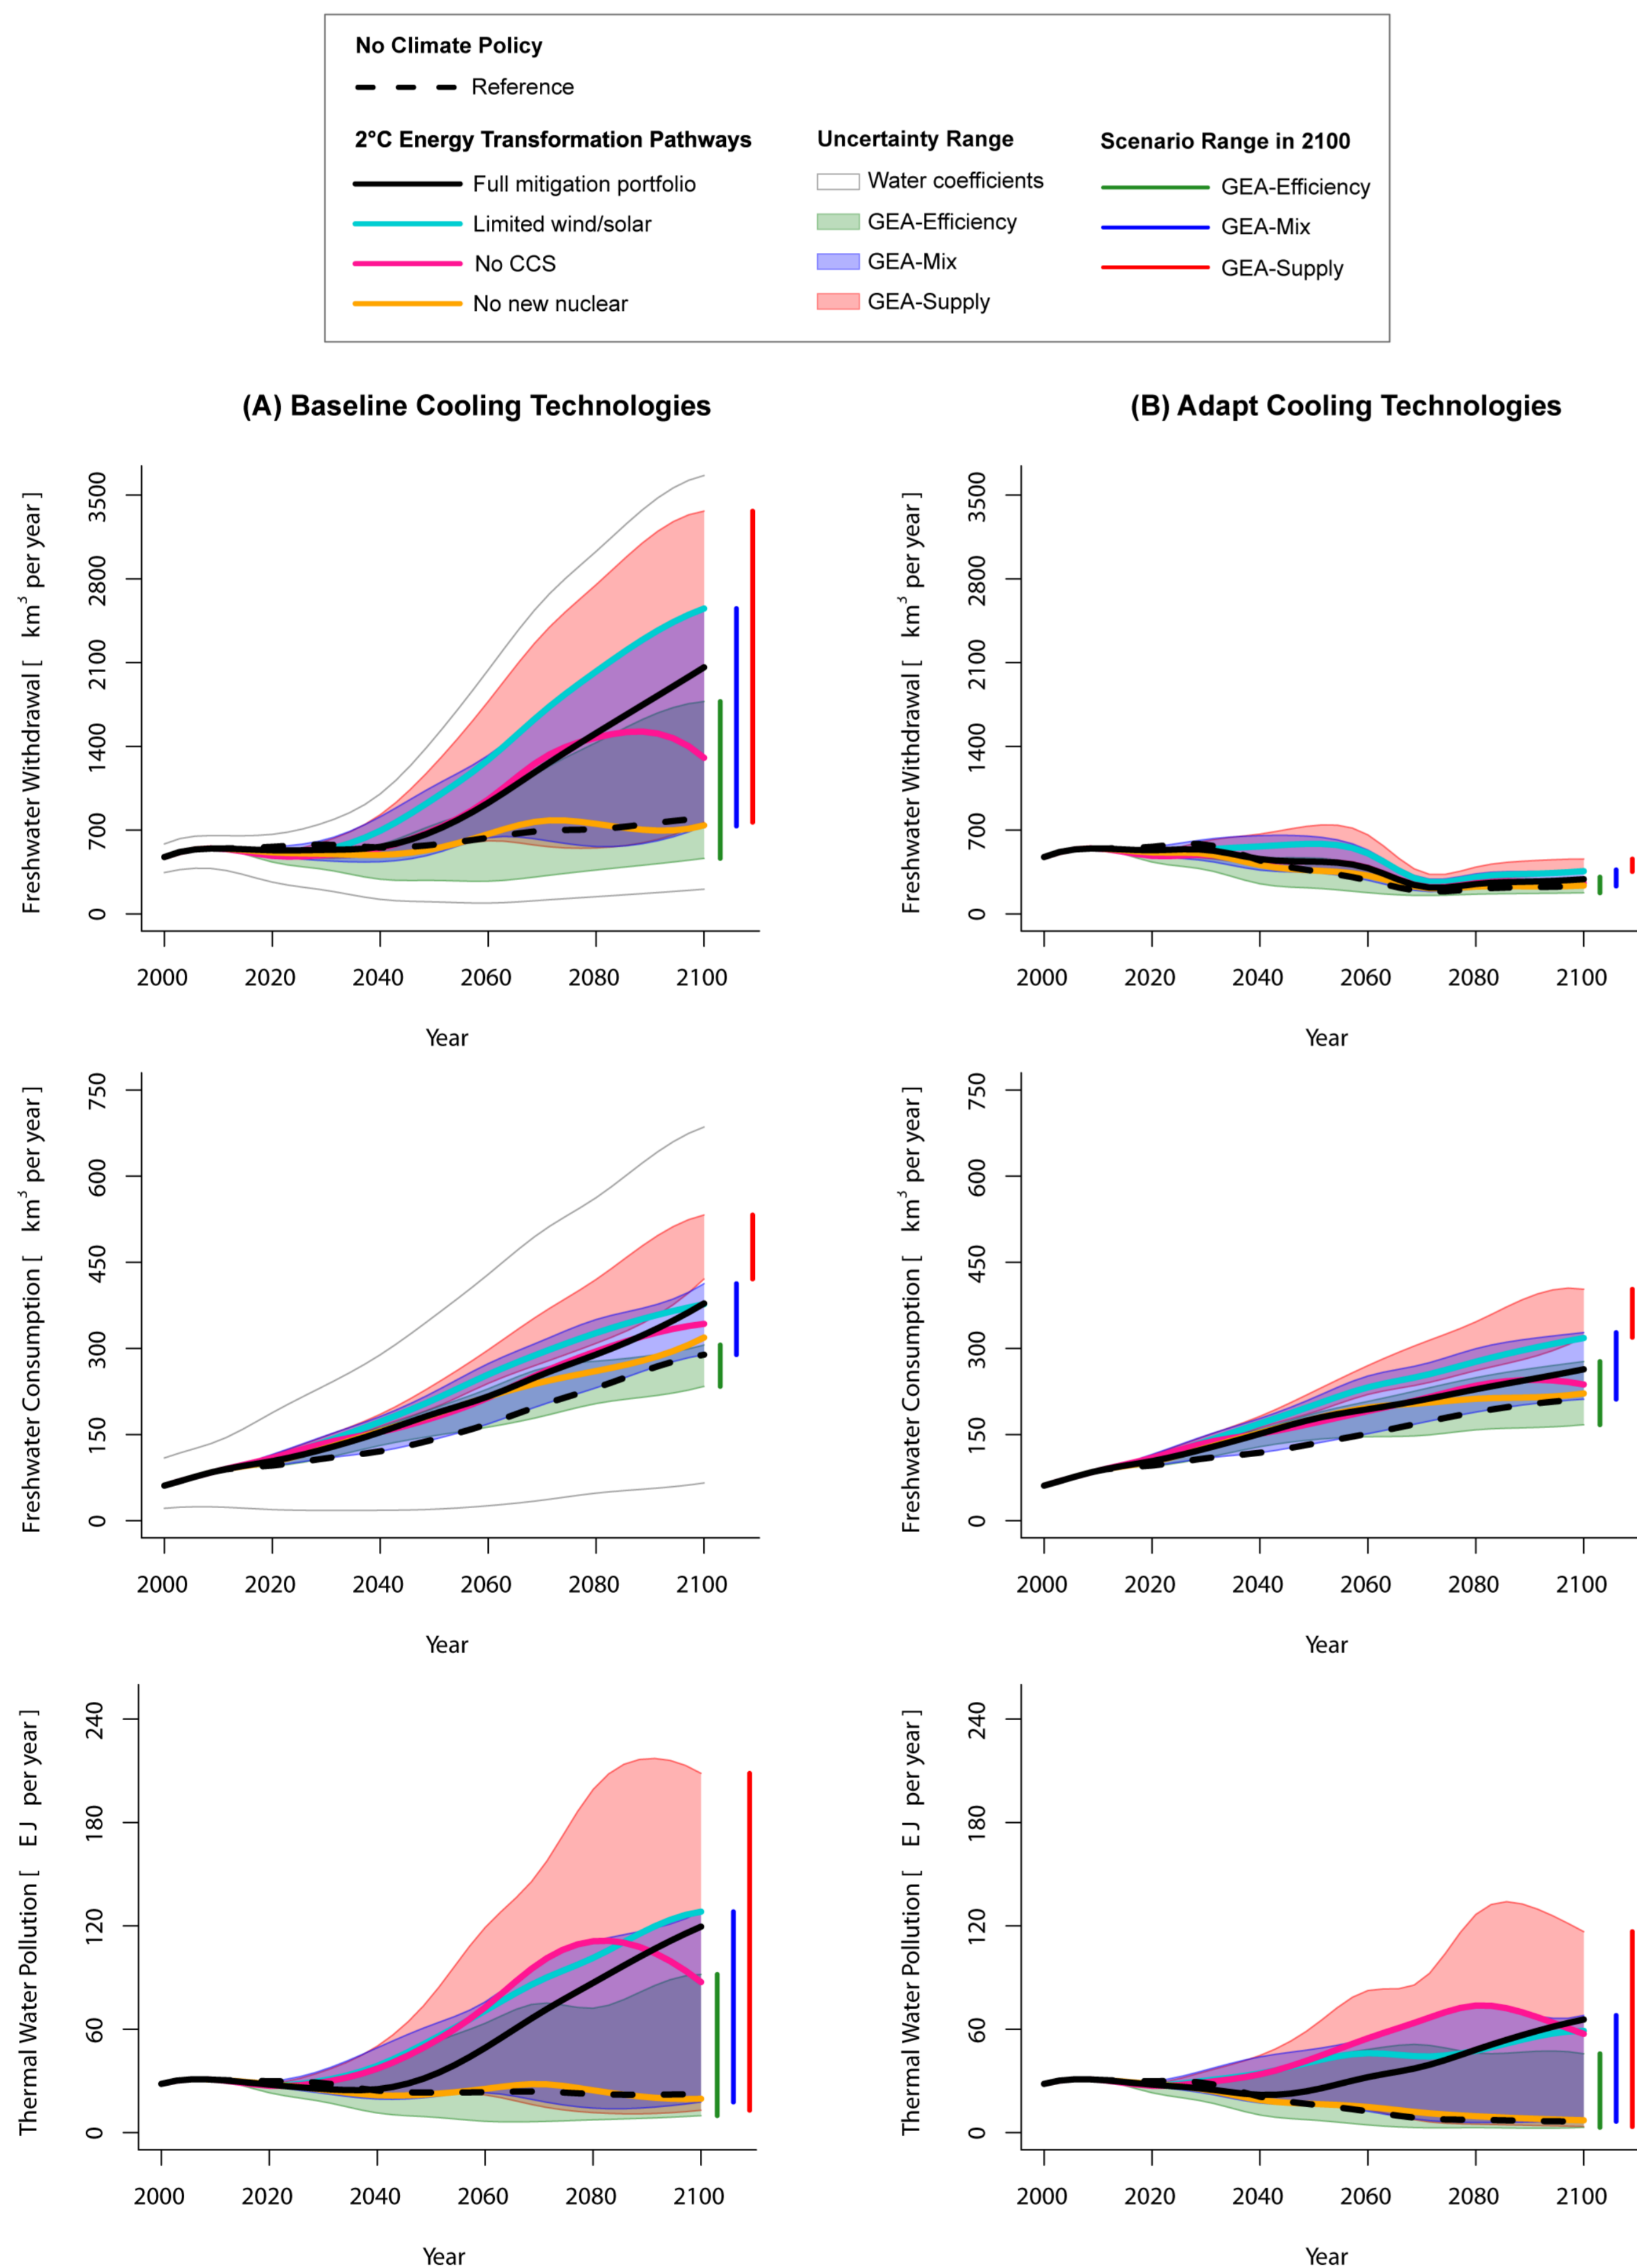 No Climate Policy
Reference
2°C Energy Transformation Pathways
Full mitigation portfolio
Limited wind/solar
No CCS
No new nuclear
Uncertainty Range
Water coefficients
GEA-Efficiency
GEA-Mix
GEA-Supply
Scenario Range in 2100
GEA-Efficiency
GEA-Mix
GEA-Supply
(A) Baseline Cooling Technologies
(B) Adapt Cooling Technologies
Freshwater Withdrawal [ km³ per year ]
3500
2800
2100
1400
700
0
2000 2020 2040 2060 2080 2100
Year
Freshwater Withdrawal [ km³ per year ]
3500
2800
2100
1400
700
0
2000 2020 2040 2060 2080 2100
Year
Freshwater Consumption [ km³ per year ]
750
600
450
300
150
0
2000 2020 2040 2060 2080 2100
Year
Freshwater Consumption [ km³ per year ]
750
600
450
300
150
0
2000 2020 2040 2060 2080 2100
Year
Thermal Water Pollution [ EJ per year ]
240
180
120
60
0
2000 2020 2040 2060 2080 2100
Year
Thermal Water Pollution [ EJ per year ]
240
180
120
60
0
2000 2020 2040 2060 2080 2100
Year